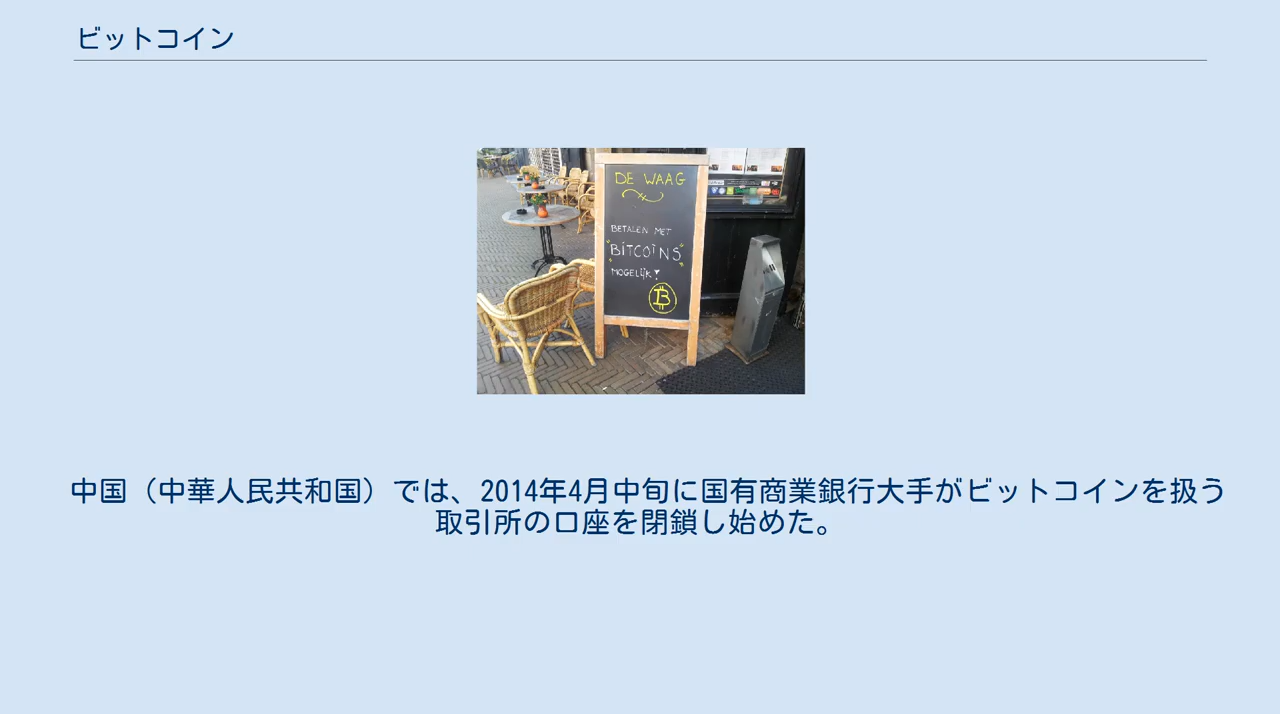 ビットコイン
DE WAAG
BETALEN MET
BITCOINS
MOGELIJK!
中国（中華人民共和国）では、2014年4月中旬に国有商業銀行大手がビットコインを扱う
取引所の口座を閉鎖し始めた。